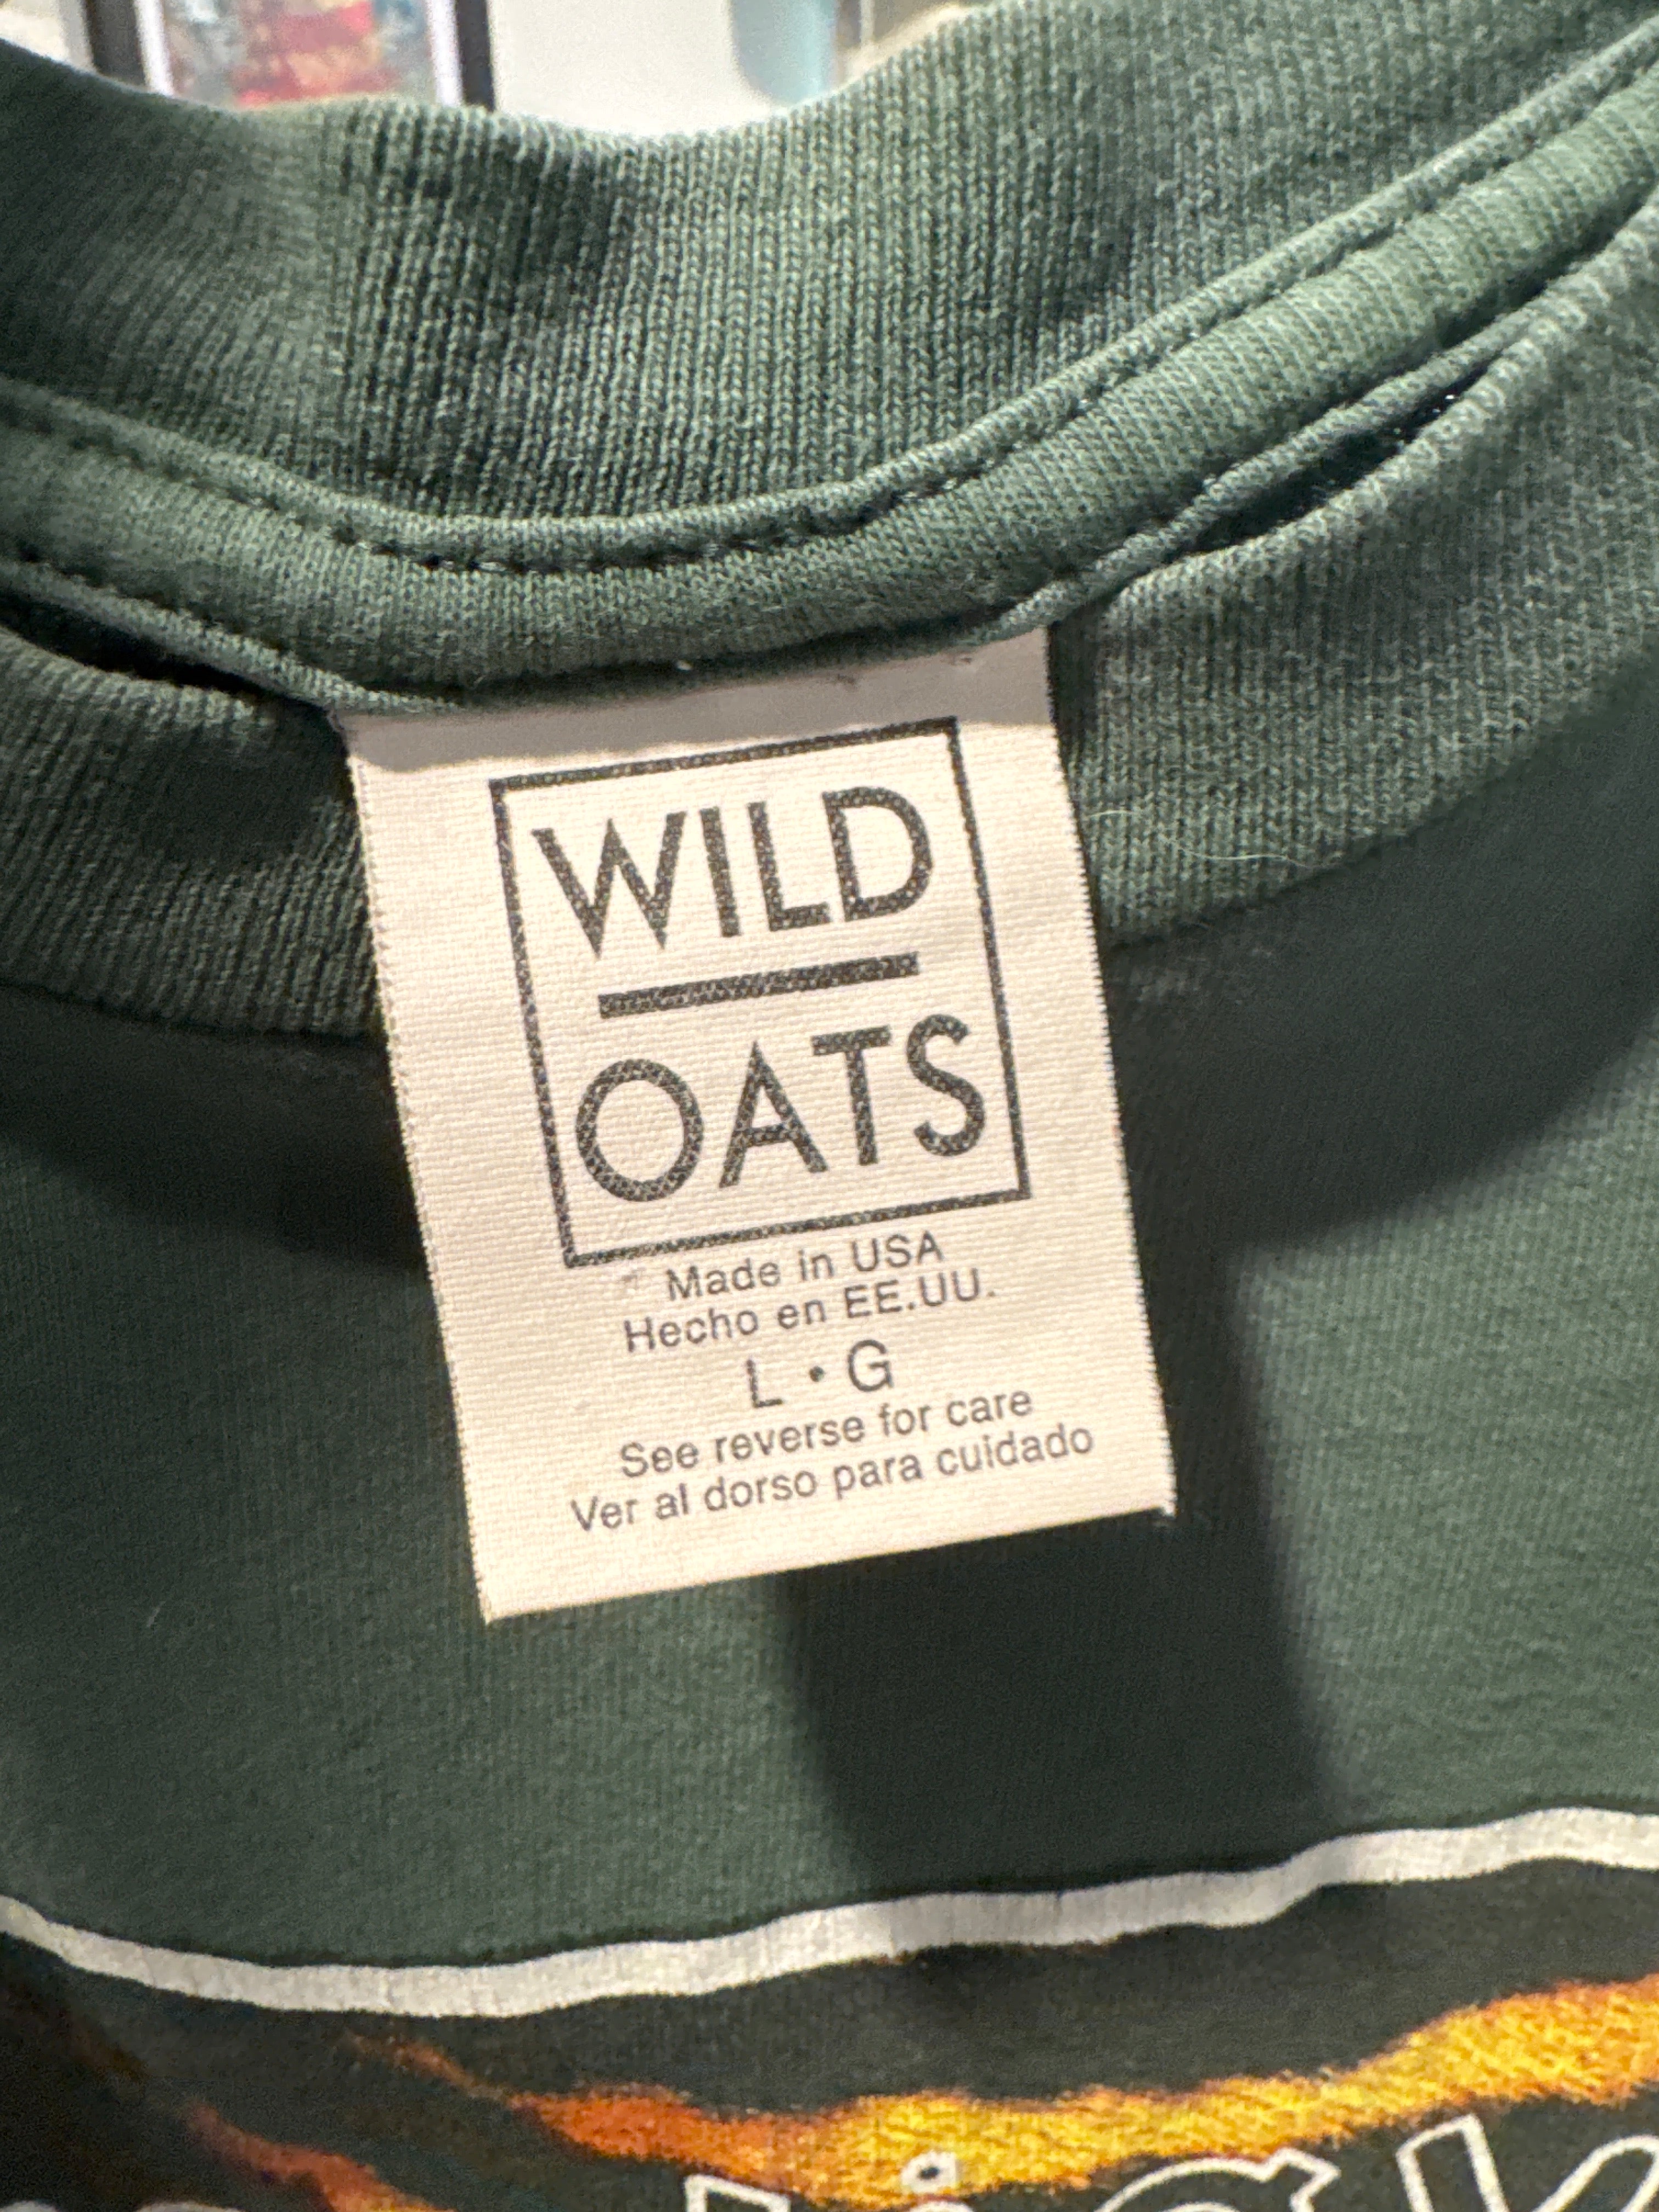 WILD
OATS
Made in USA
Hecho en EE.UU.
L • G
See reverse for care
Ver al dorso para cuidado